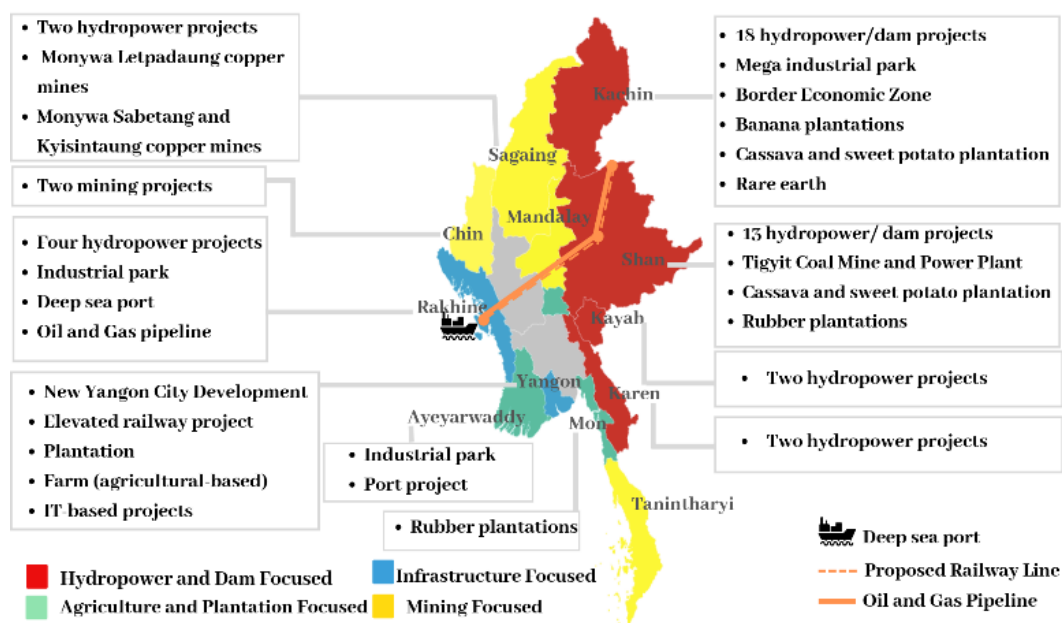 • Two hydropower projects
• Monywa Letpadaung copper
mines
• Monywa Sabetang and
Kyisintaung copper mines
• Two mining projects
• Four hydropower projects
• Industrial park
• Deep sea port
• Oil and Gas pipeline
• New Yangon City Development
• Elevated railway project
• Plantation
• Farm (agricultural-based)
• IT-based projects
• Industrial park
• Port project
• Rubber plantations
Kachin
Sagaing
Mandalay
Chin
Shan
Rakhine
Kayah
Yangon
Karen
Ayeyarwaddy
Mon
Tanintharyi
• 18 hydropower/dam projects
• Mega industrial park
• Border Economic Zone
• Banana plantations
• Cassava and sweet potato plantation
• Rare earth
• 13 hydropower/ dam projects
• Tigyit Coal Mine and Power Plant
• Cassava and sweet potato plantation
• Rubber plantations
• Two hydropower projects
• Two hydropower projects
Deep sea port
Proposed Railway Line
Oil and Gas Pipeline
Hydropower and Dam Focused
Infrastructure Focused
Agriculture and Plantation Focused
Mining Focused